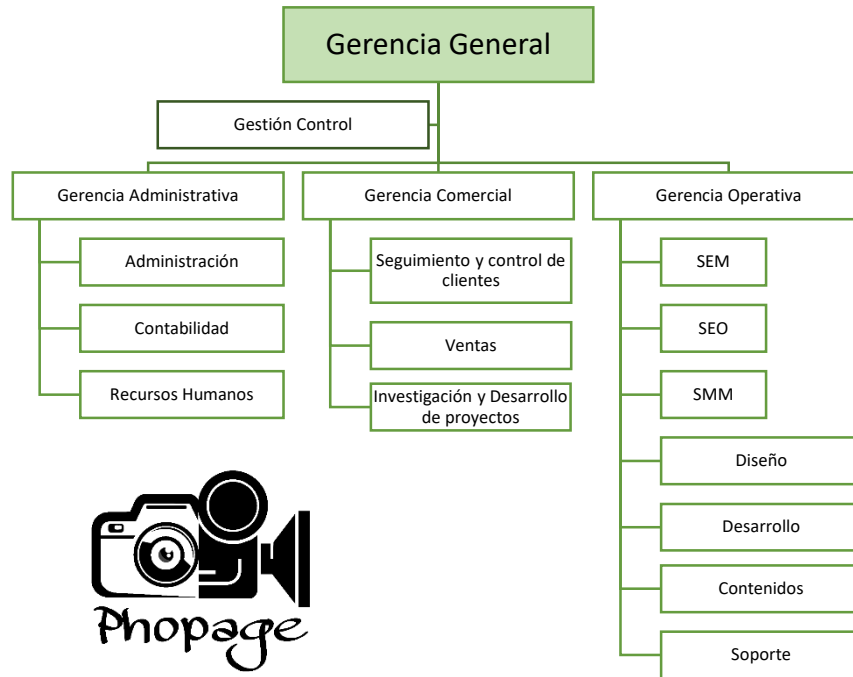 Gerencia General
Gestión Control
Gerencia Administrativa
Gerencia Comercial
Gerencia Operativa
Administración
Contabilidad
Recursos Humanos
Seguimiento y control de
clientes
Ventas
Investigación y Desarrollo
de proyectos
SEM
SEO
SMM
Diseño
Desarrollo
Contenidos
Soporte
Phopage